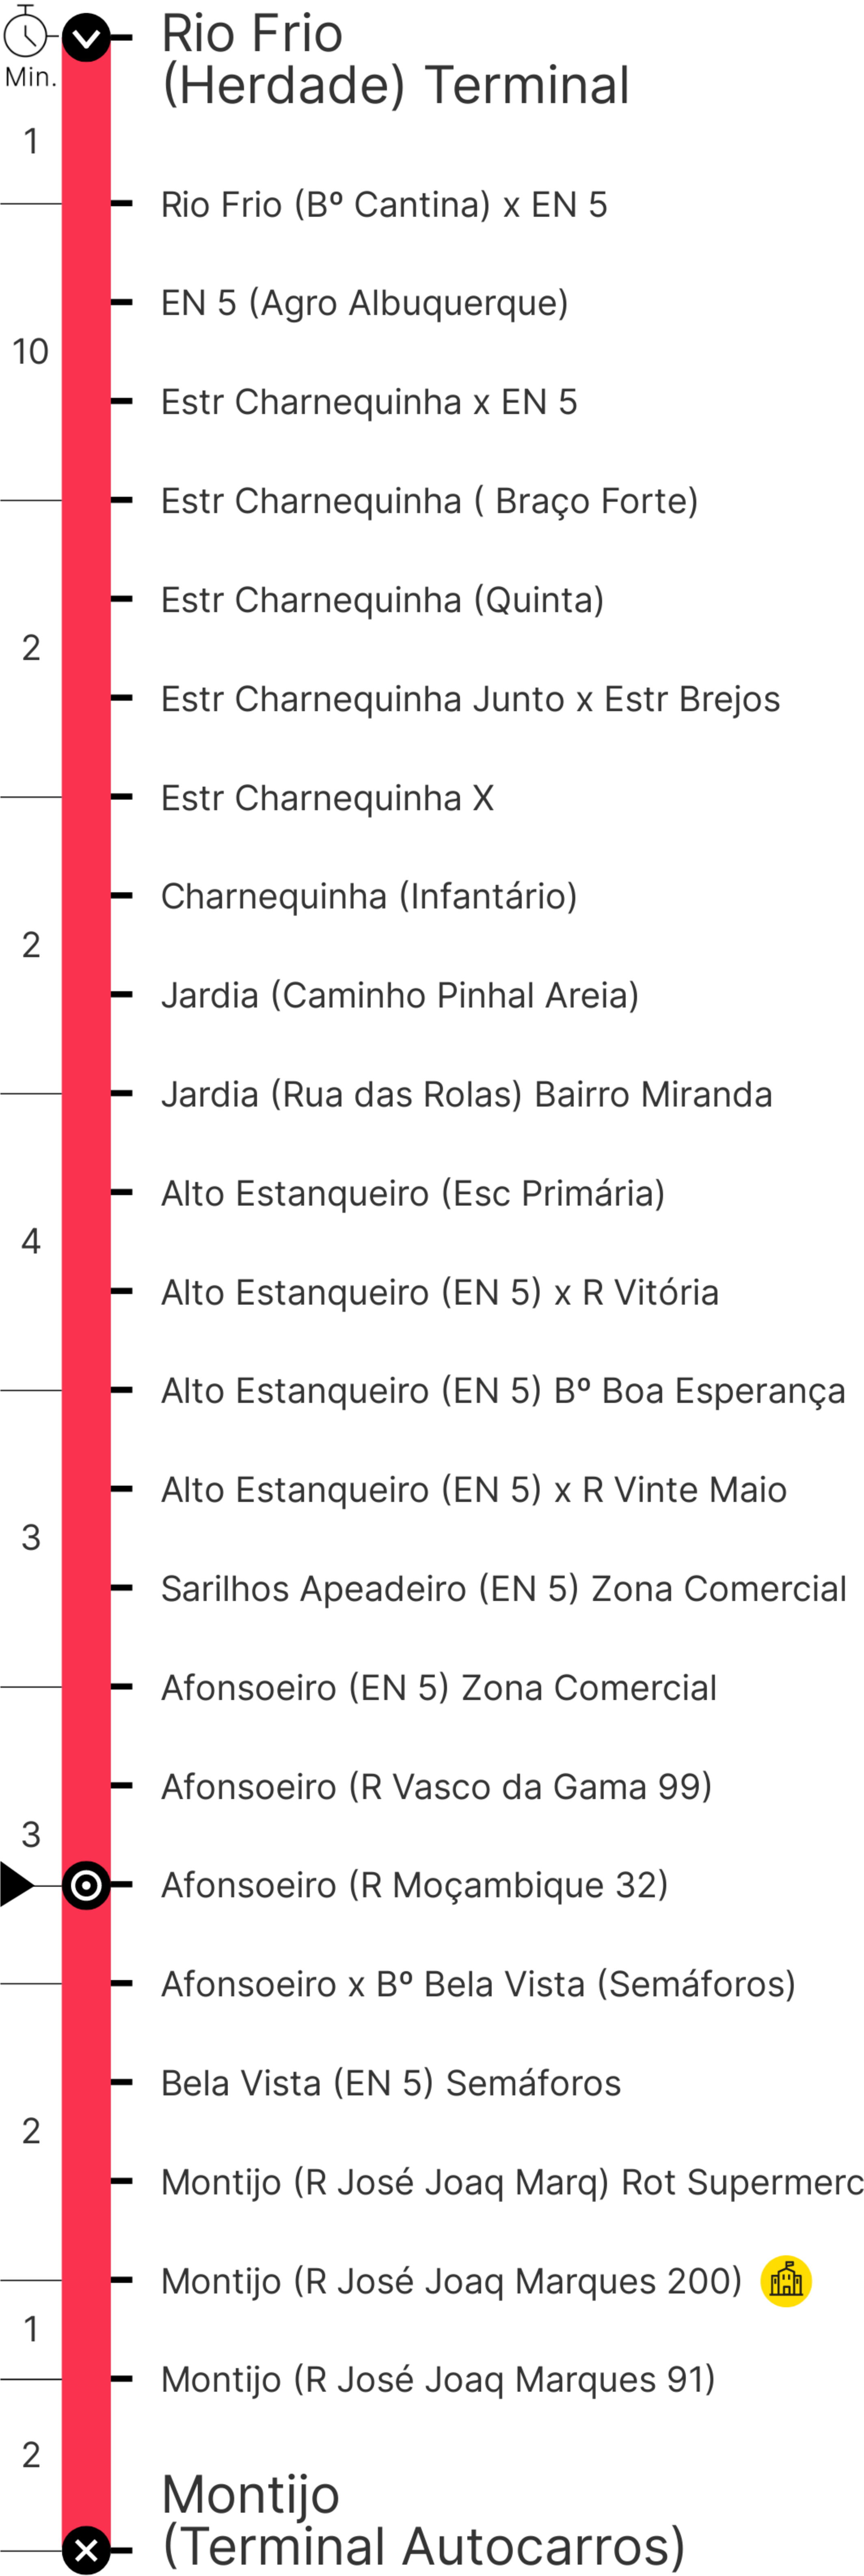 Rio Frio
(Herdade) Terminal
Min.
1
Rio Frio (Bº Cantina) x EN 5
EN 5 (Agro Albuquerque)
10
Estr Charnequinha x EN 5
Estr Charnequinha ( Braço Forte)
Estr Charnequinha (Quinta)
2
Estr Charnequinha Junto x Estr Brejos
Estr Charnequinha X
Charnequinha (Infantário)
2
Jardia (Caminho Pinhal Areia)
Jardia (Rua das Rolas) Bairro Miranda
Alto Estanqueiro (Esc Primária)
4
Alto Estanqueiro (EN 5) x R Vitória
Alto Estanqueiro (EN 5) Bº Boa Esperança
Alto Estanqueiro (EN 5) x R Vinte Maio
3
Sarilhos Apeadeiro (EN 5) Zona Comercial
Afonsoeiro (EN 5) Zona Comercial
Afonsoeiro (R Vasco da Gama 99)
3
Afonsoeiro (R Moçambique 32)
Afonsoeiro x Bº Bela Vista (Semáforos)
Bela Vista (EN 5) Semáforos
2
Montijo (R José Joaq Marq) Rot Supermerc
Montijo (R José Joaq Marques 200)
1
Montijo (R José Joaq Marques 91)
2
Montijo
(Terminal Autocarros)